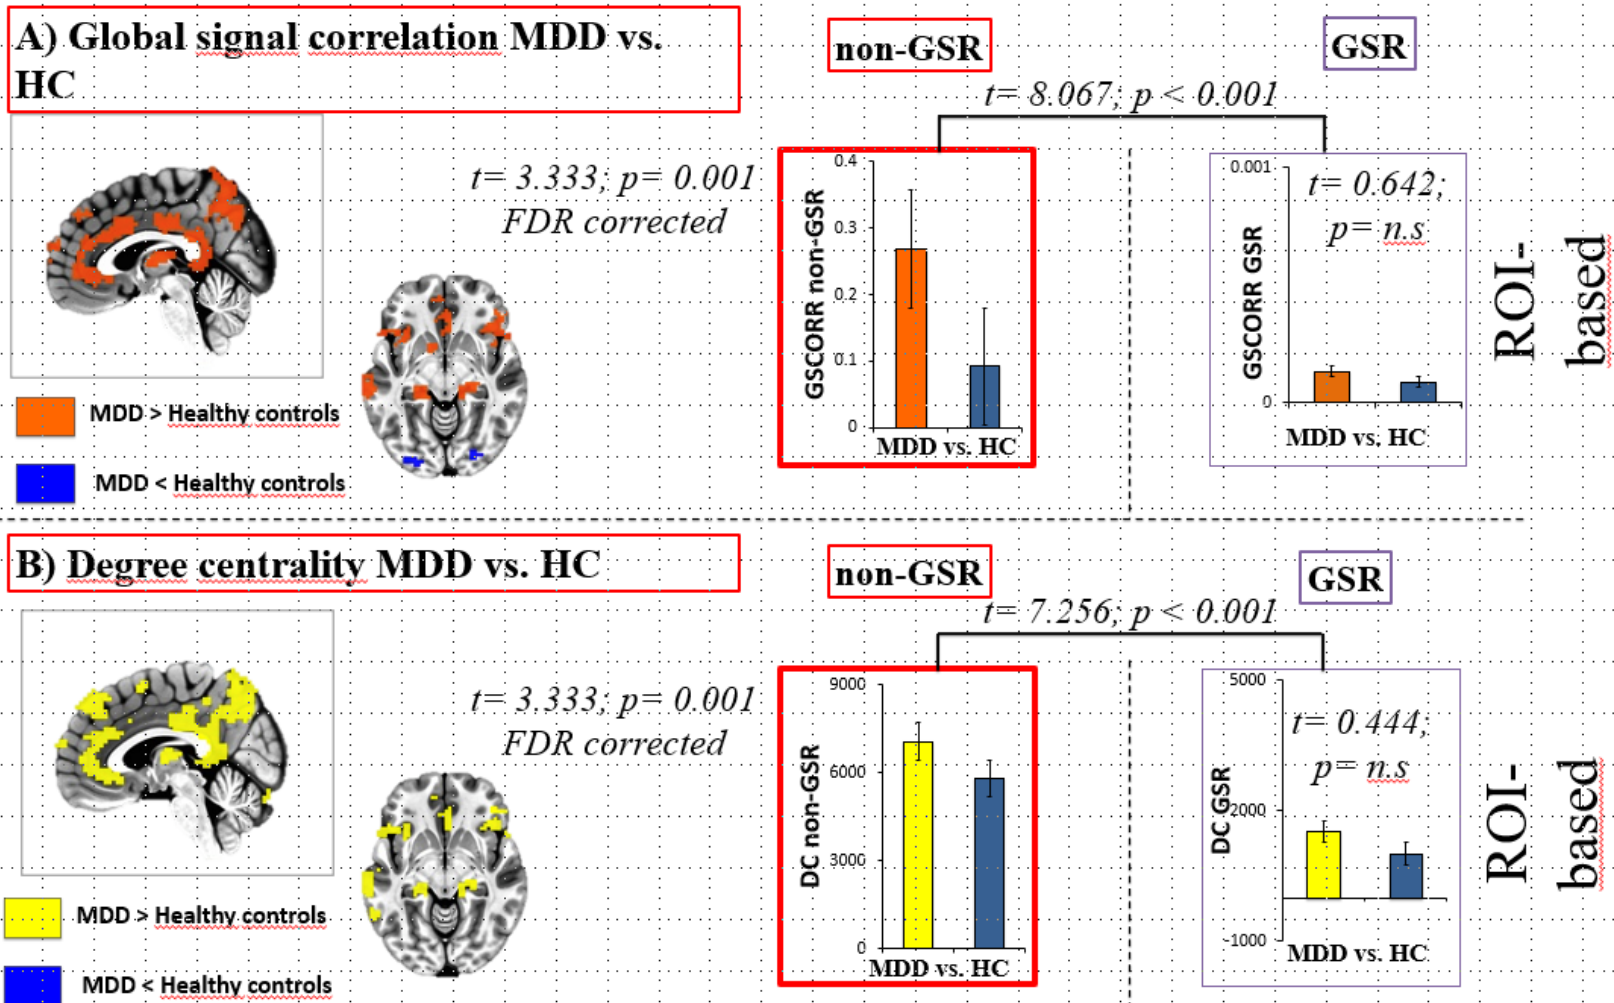 A) Global signal correlation MDD vs.
HC
non-GSR
GSR
t= 8.067; p < 0.001
t= 3.333; p= 0.001
FDR corrected
MDD > Healthy controls
MDD < Healthy controls
GSCORR non-GSR
0.4
0.3
0.2
0.1
0
MDD vs. HC
GSCORR GSR
0.001
0
t= 0.642;
p= n.s
MDD vs. HC
ROI-
based
B) Degree centrality MDD vs. HC
non-GSR
GSR
t= 7.256; p < 0.001
t= 3.333; p= 0.001
FDR corrected
MDD > Healthy controls
MDD < Healthy controls
DC non-GSR
9000
6000
3000
0
MDD vs. HC
DC GSR
5000
2000
-1000
t= 0.444;
p= n.s
MDD vs. HC
ROI-
based